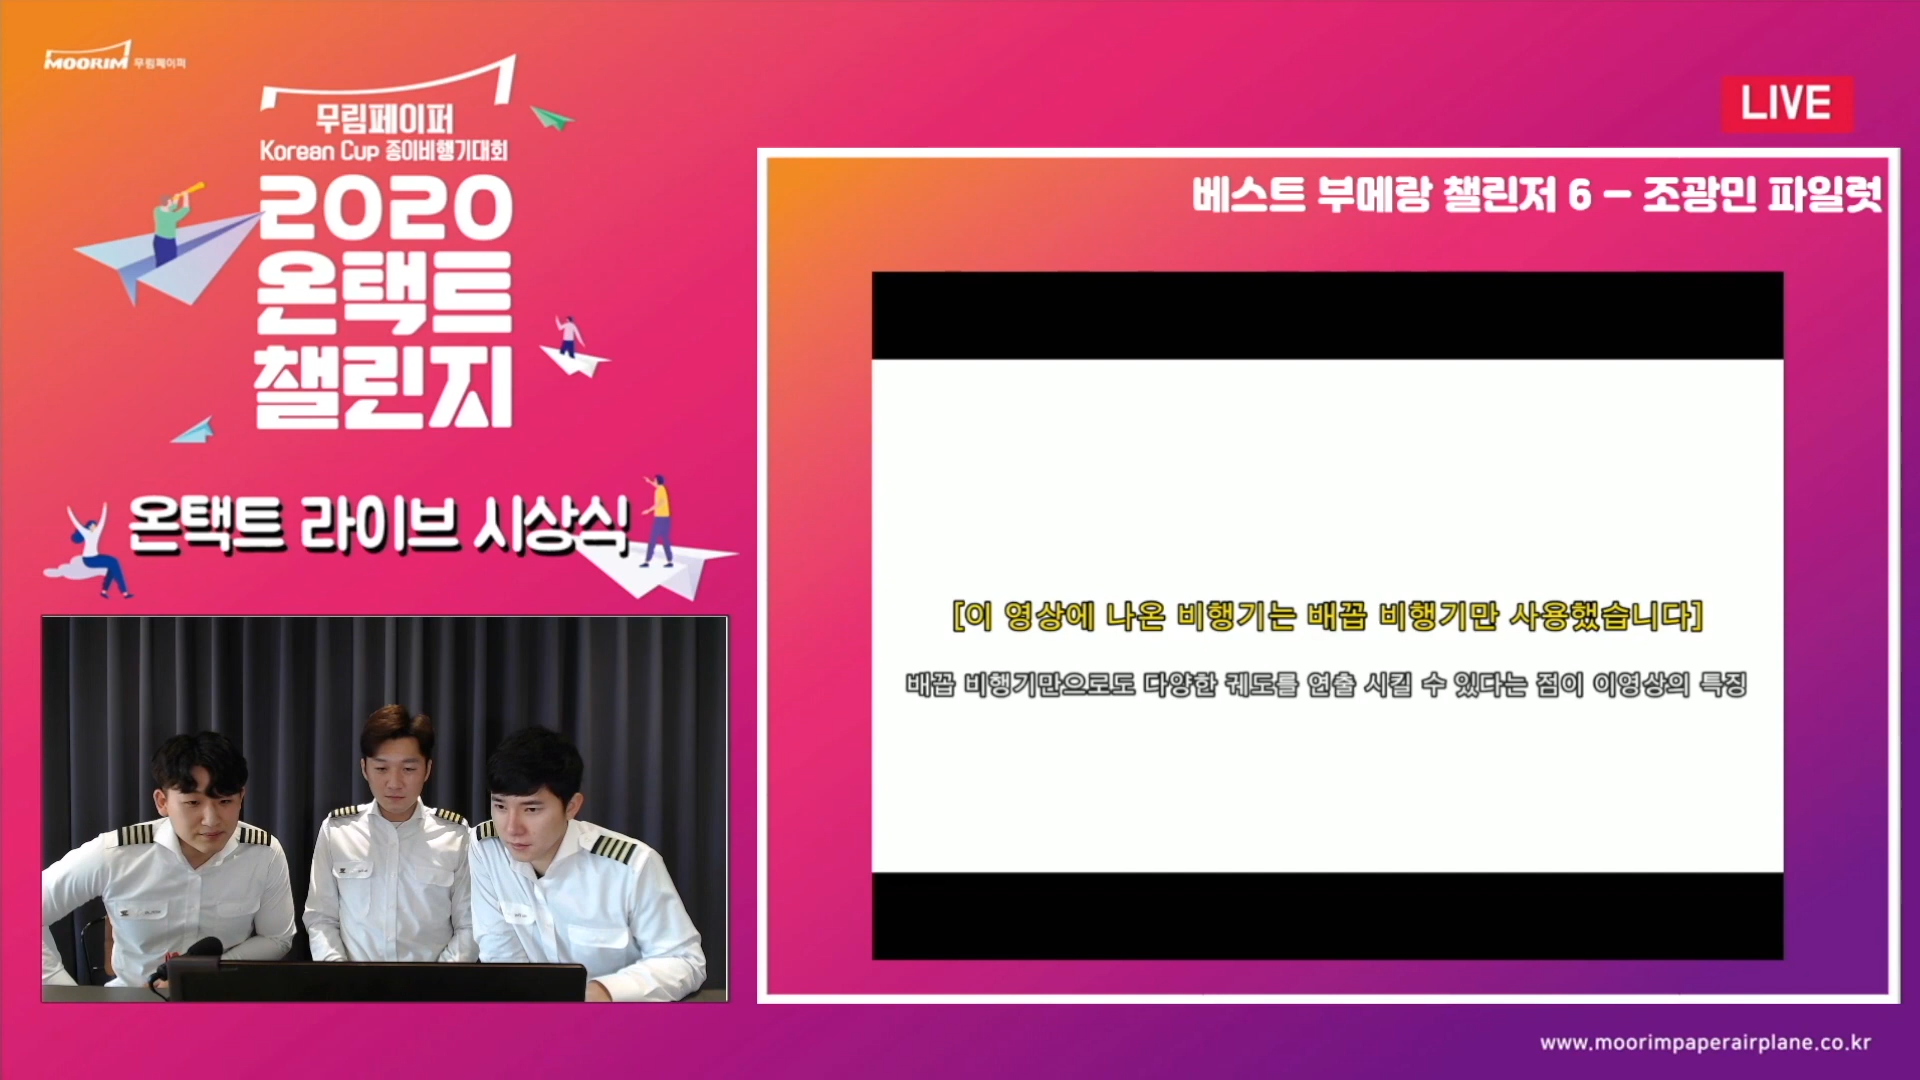 MOORIM 무림페이퍼
무림페이퍼
Korean Cup 종이비행기대회
2020
온택트
챌린지
온택트 라이브 시상식
LIVE
베스트 부메랑 챌린저 6 – 조광민 파일럿
[이 영상에 나온 비행기는 배꼽 비행기만 사용했습니다]
배꼽 비행기만으로도 다양한 궤도를 연출 시킬 수 있다는 점이 이영상의 특징
www.moorimpaperairplane.co.kr